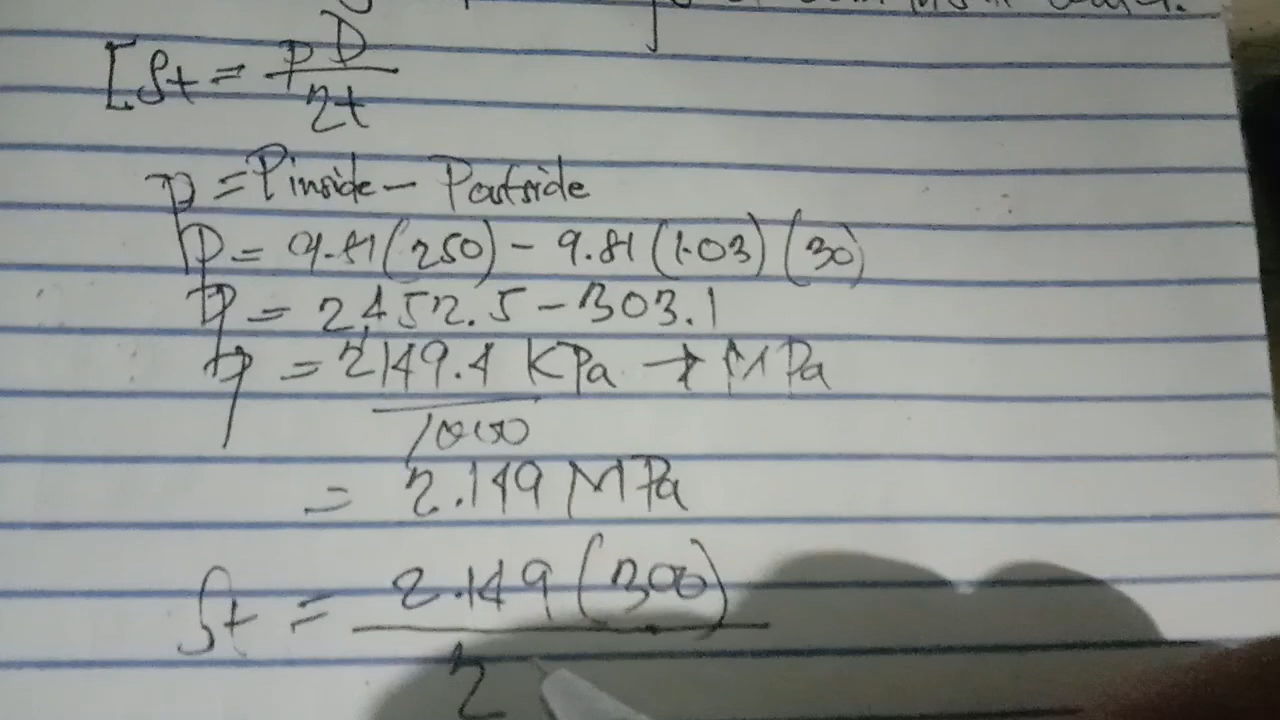 [St = pD / 2t
p = Pinside - Poutside
p = 9.81(250) - 9.81(1.03)(30)
p = 2452.5 - 303.1
p = 2149.4 KPa → MPa
1000
= 2.149 MPa
St = 2.149(300)
2